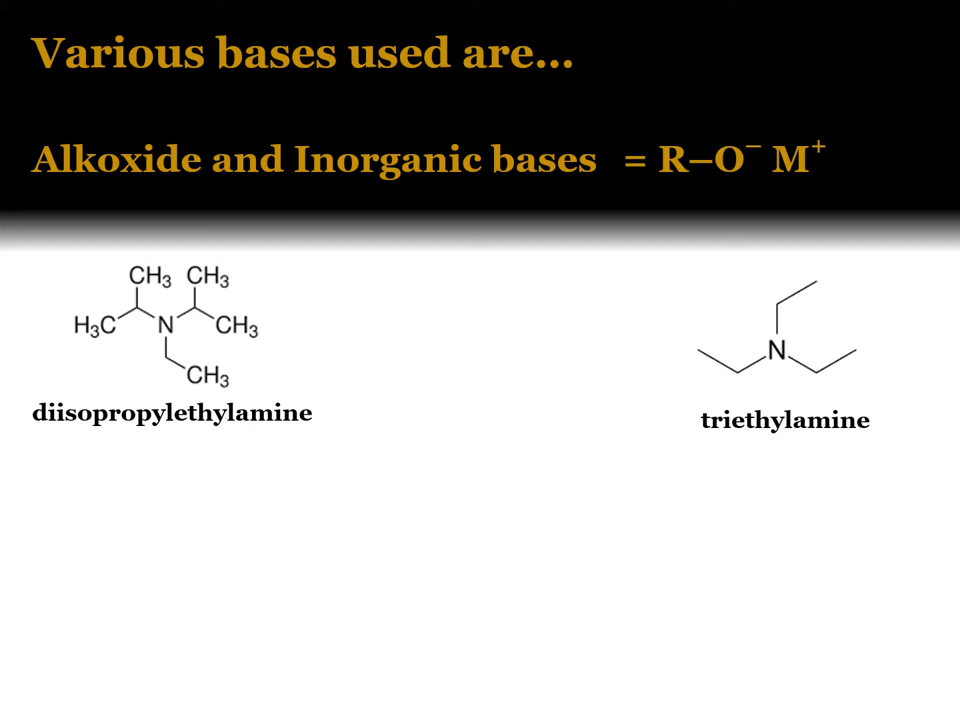 Various bases used are...
Alkoxide and Inorganic bases = R–O⁻ M⁺
CH₃ CH₃
H₃C N CH₃
CH₃
diisopropylethylamine
N
triethylamine